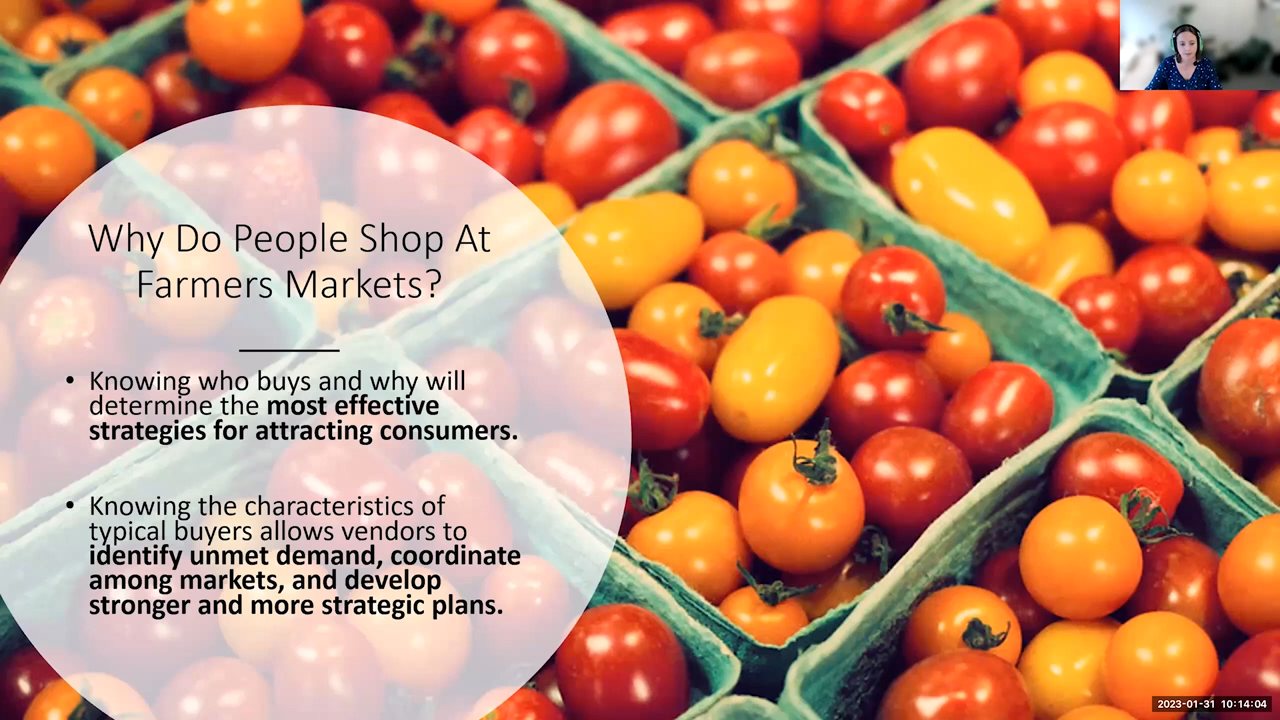 Why Do People Shop At
Farmers Markets?
• Knowing who buys and why will
determine the most effective
strategies for attracting consumers.
• Knowing the characteristics of
typical buyers allows vendors to
identify unmet demand, coordinate
among markets, and develop
stronger and more strategic plans.
2023-01-31 10:14:04